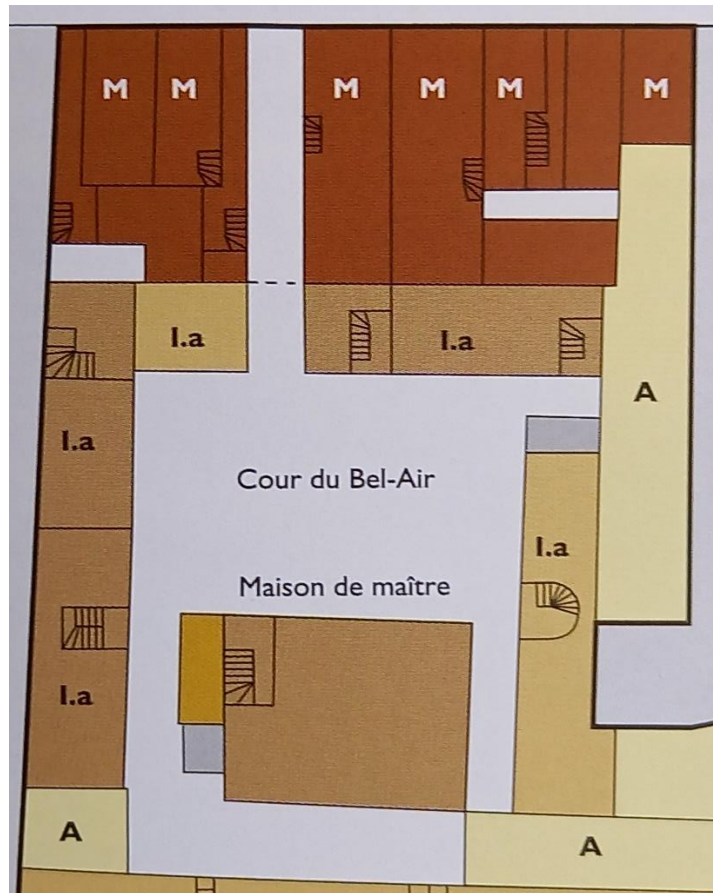 M M M M M M
I.a I.a
A
I.a
Cour du Bel-Air
I.a
Maison de maître
I.a
A
A